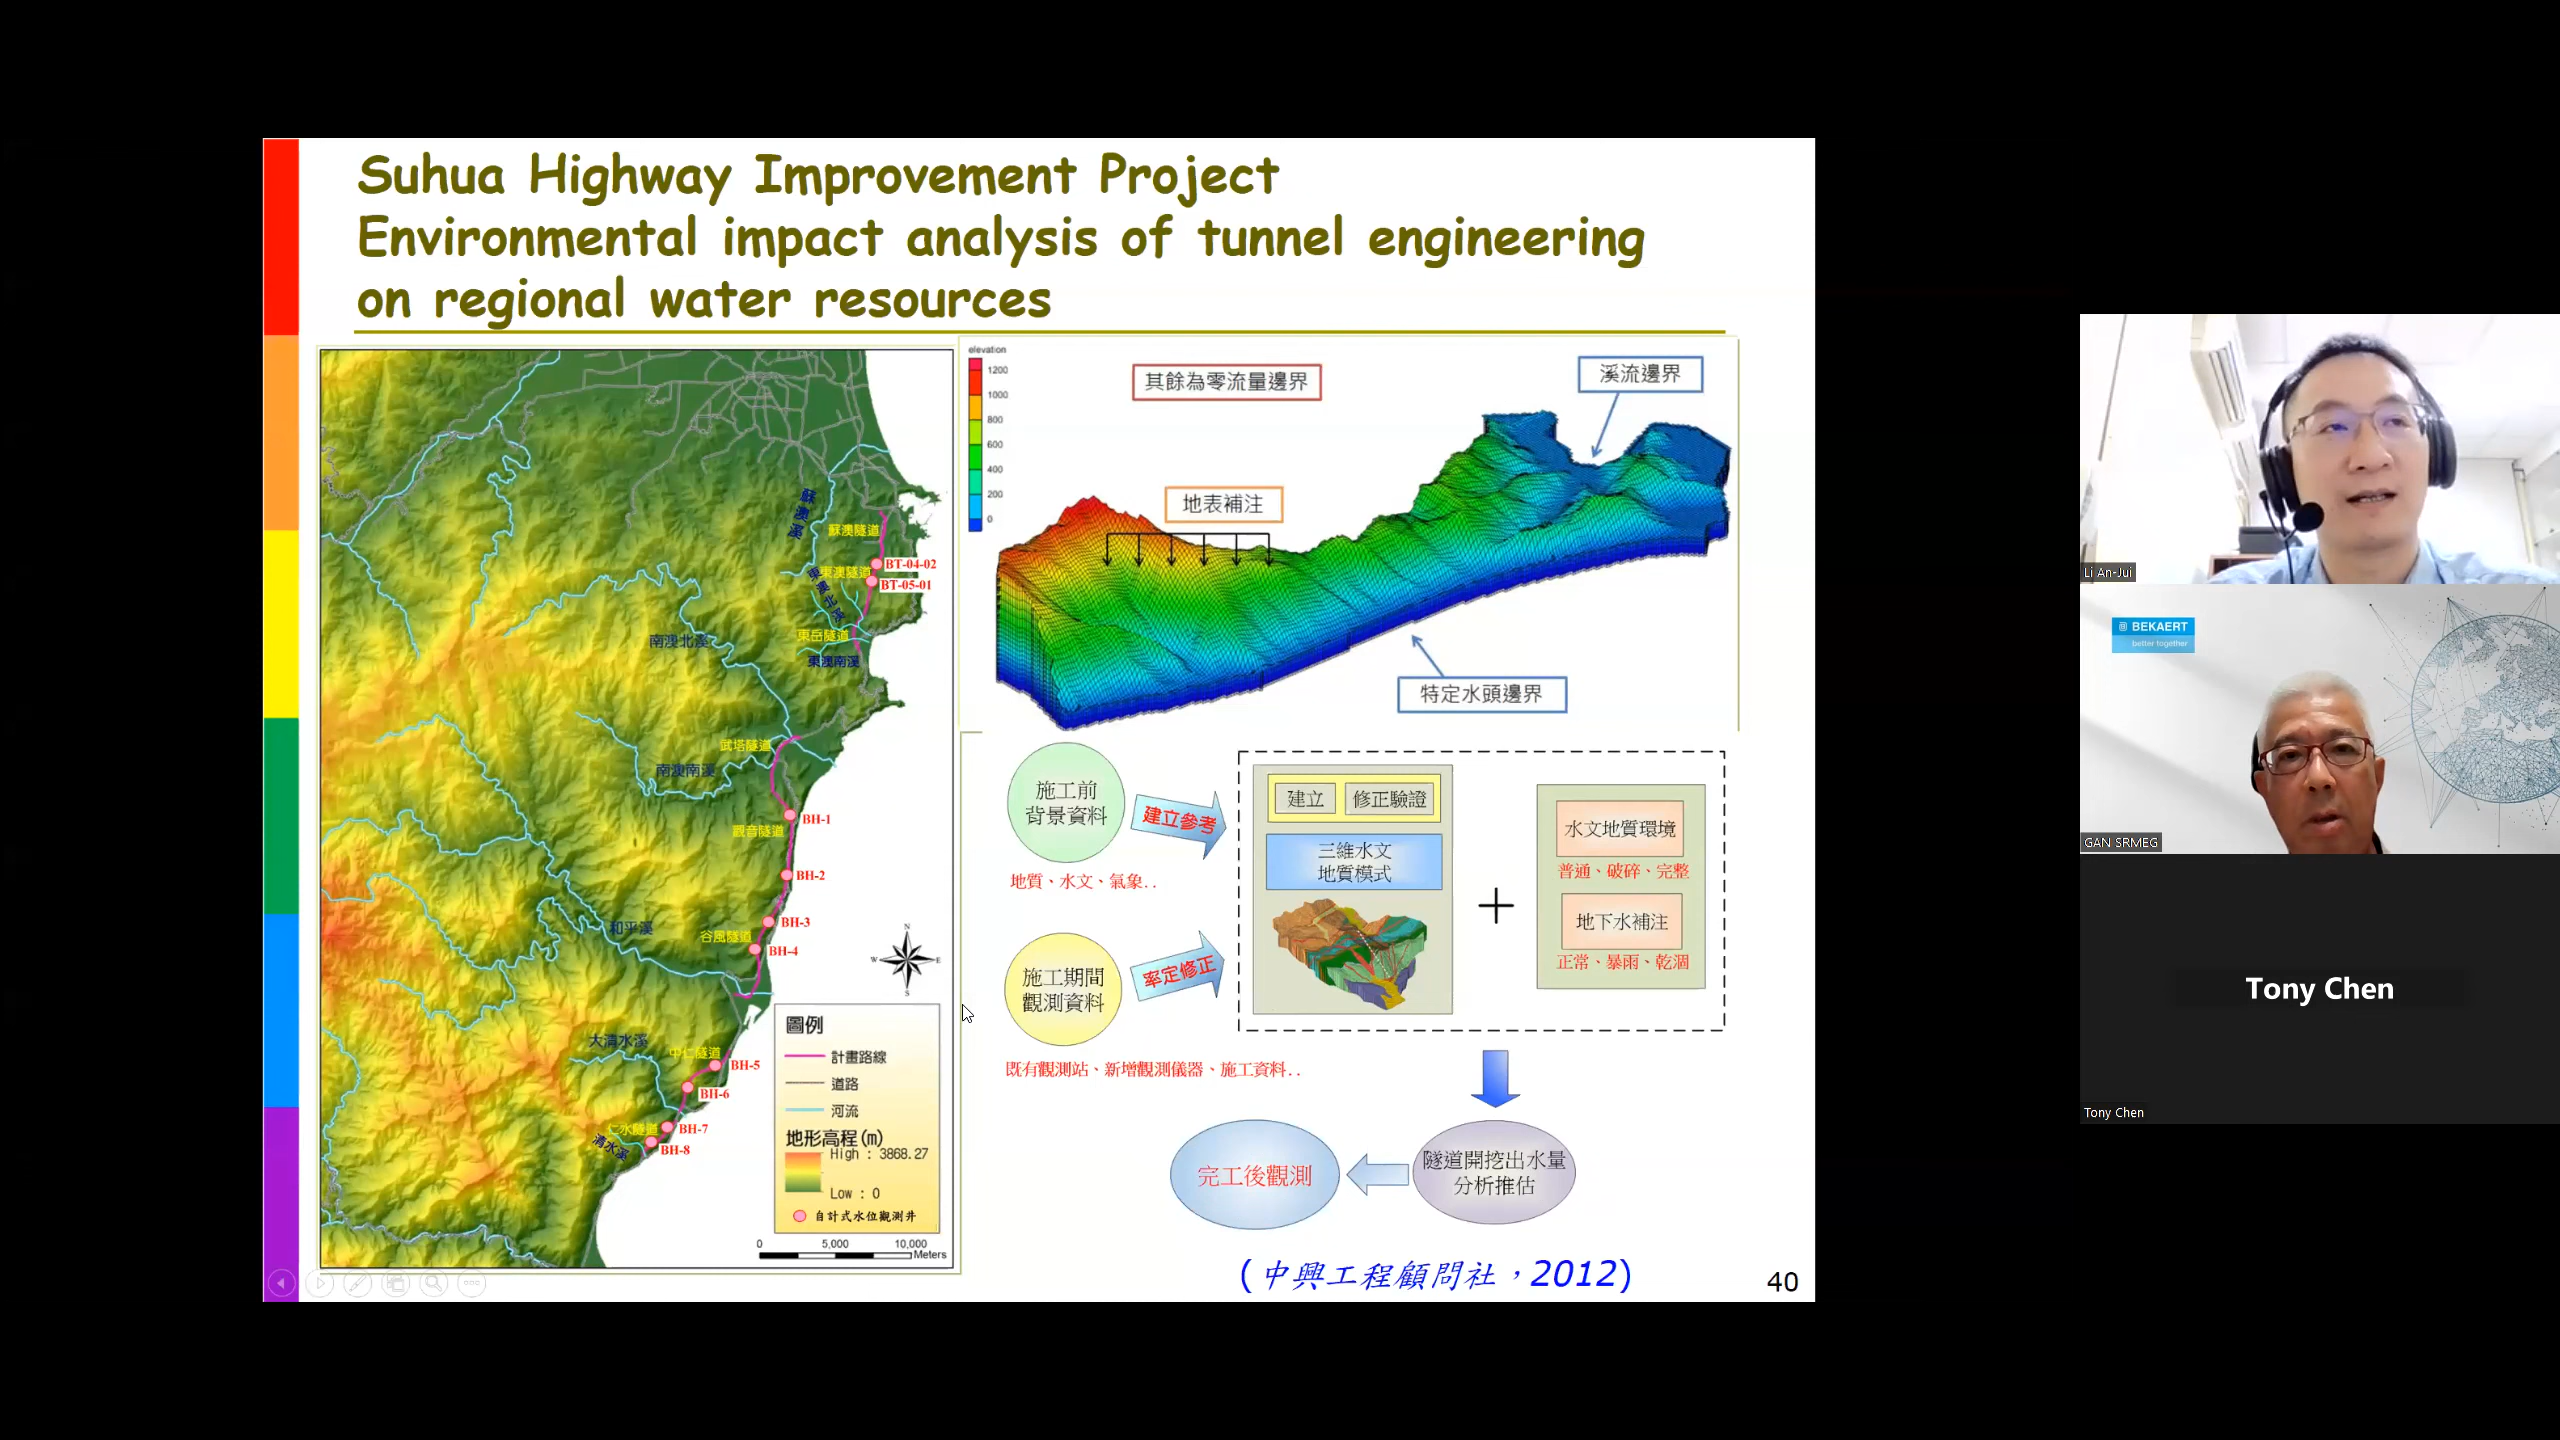 Suhua Highway Improvement Project
Environmental impact analysis of tunnel engineering
on regional water resources
蘇澳溪
蘇澳隧道
BT-04-02
東澳隧道
BT-05-01
東澳北溪
東岳隧道
南澳北溪
東澳南溪
武塔隧道
南澳南溪
BH-1
觀音隧道
BH-2
BH-3
和平溪
谷風隧道
BH-4
N
W
E
S
大清水溪
中仁隧道
BH-5
BH-6
仁水隧道
BH-7
清水溪
BH-8
圖例
計畫路線
道路
河流
地形高程(m)
High : 3868.27
Low : 0
自計式水位觀測井
0 5,000 10,000
Meters
elevation
1200
1000
800
600
400
200
0
其餘為零流量邊界
溪流邊界
地表補注
特定水頭邊界
施工前
背景資料
建立參考
地質、水文、氣象..
施工期間
觀測資料
率定修正
既有觀測站、新增觀測儀器、施工資料..
建立
修正驗證
三維水文
地質模式
+
水文地質環境
普通、破碎、完整
地下水補注
正常、暴雨、乾涸
隧道開挖出水量
分析推估
完工後觀測
(中興工程顧問社，2012)
40
Li An-Jui
BEKAERT
better together
GAN SRMEG
Tony Chen
Tony Chen